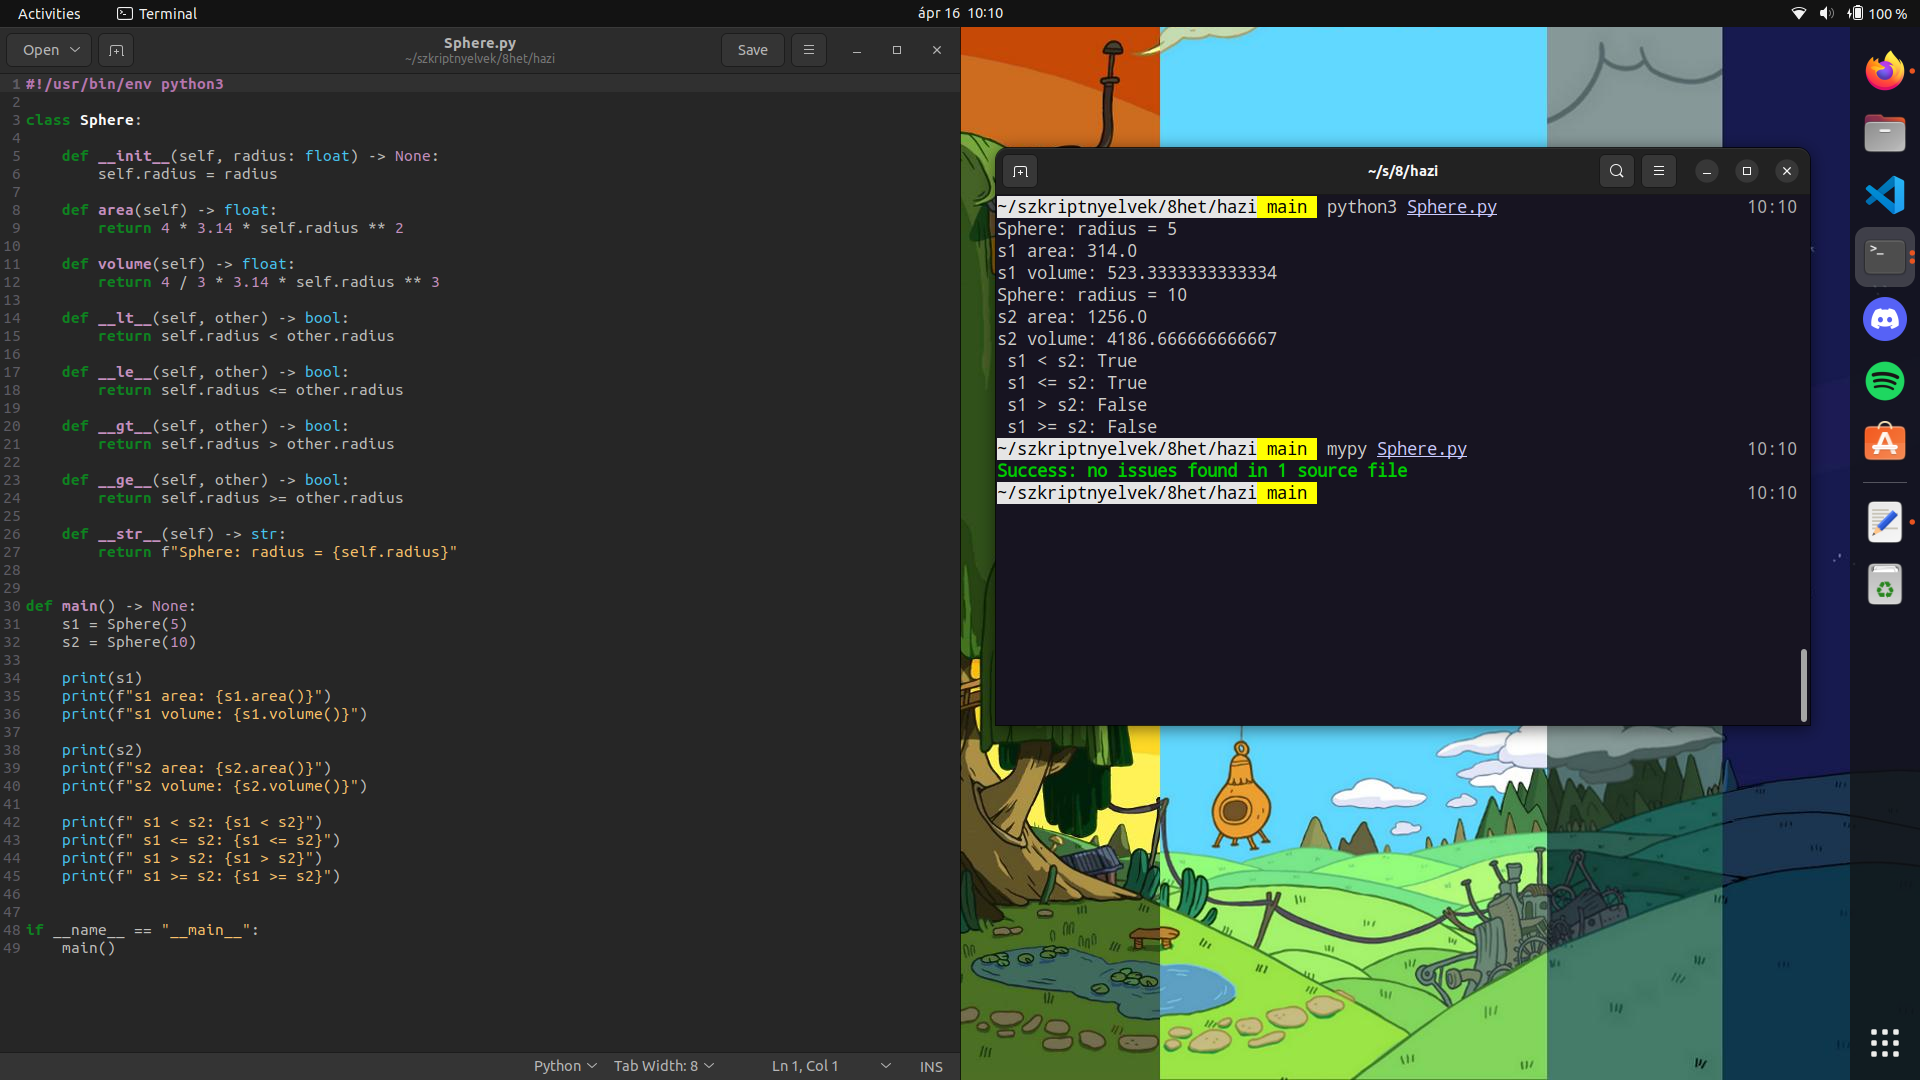 Activities Terminal ápr 16 10:10 100 %
Open Sphere.py Save
~/szkriptnyelvek/8het/hazi
1 #!/usr/bin/env python3
2
3 class Sphere:
4
5     def __init__(self, radius: float) -> None:
6         self.radius = radius
7
8     def area(self) -> float:
9         return 4 * 3.14 * self.radius ** 2
10
11     def volume(self) -> float:
12         return 4 / 3 * 3.14 * self.radius ** 3
13
14     def __lt__(self, other) -> bool:
15         return self.radius < other.radius
16
17     def __le__(self, other) -> bool:
18         return self.radius <= other.radius
19
20     def __gt__(self, other) -> bool:
21         return self.radius > other.radius
22
23     def __ge__(self, other) -> bool:
24         return self.radius >= other.radius
25
26     def __str__(self) -> str:
27         return f"Sphere: radius = {self.radius}"
28
29
30 def main() -> None:
31     s1 = Sphere(5)
32     s2 = Sphere(10)
33
34     print(s1)
35     print(f"s1 area: {s1.area()}")
36     print(f"s1 volume: {s1.volume()}")
37
38     print(s2)
39     print(f"s2 area: {s2.area()}")
40     print(f"s2 volume: {s2.volume()}")
41
42     print(f" s1 < s2: {s1 < s2}")
43     print(f" s1 <= s2: {s1 <= s2}")
44     print(f" s1 > s2: {s1 > s2}")
45     print(f" s1 >= s2: {s1 >= s2}")
46
47
48 if __name__ == "__main__":
49     main()
Python Tab Width: 8 Ln 1, Col 1 INS
~/s/8/hazi
~/szkriptnyelvek/8het/hazi main python3 Sphere.py 10:10
Sphere: radius = 5
s1 area: 314.0
s1 volume: 523.3333333333334
Sphere: radius = 10
s2 area: 1256.0
s2 volume: 4186.666666666667
 s1 < s2: True
 s1 <= s2: True
 s1 > s2: False
 s1 >= s2: False
~/szkriptnyelvek/8het/hazi main mypy Sphere.py 10:10
Success: no issues found in 1 source file
~/szkriptnyelvek/8het/hazi main 10:10